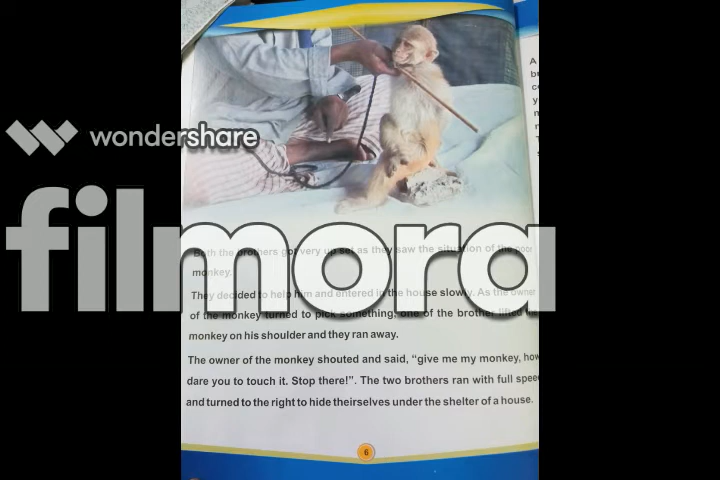 wondershare
filmora
Both the brothers got very up set as they saw the situation of the poor
monkey.
They decided to help him and entered in the house slowly. As the owner
of the monkey turned to pick something, one of the brother lifted
monkey on his shoulder and they ran away.
The owner of the monkey shouted and said, "give me my monkey, how
dare you to touch it. Stop there!". The two brothers ran with full
and turned to the right to hide theirselves under the shelter of a house.
6